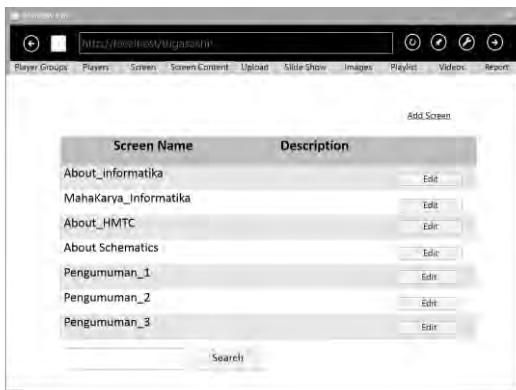 Player Groups Players Screen Screen Content Upload Slide Show Images Playlist Videos Report
Add Screen
Screen Name Description
About_informatika Edit
MahaKarya_Informatika Edit
About_HMTC Edit
About Schematics Edit
Pengumuman_1 Edit
Pengumuman_2 Edit
Pengumuman_3 Edit
Search